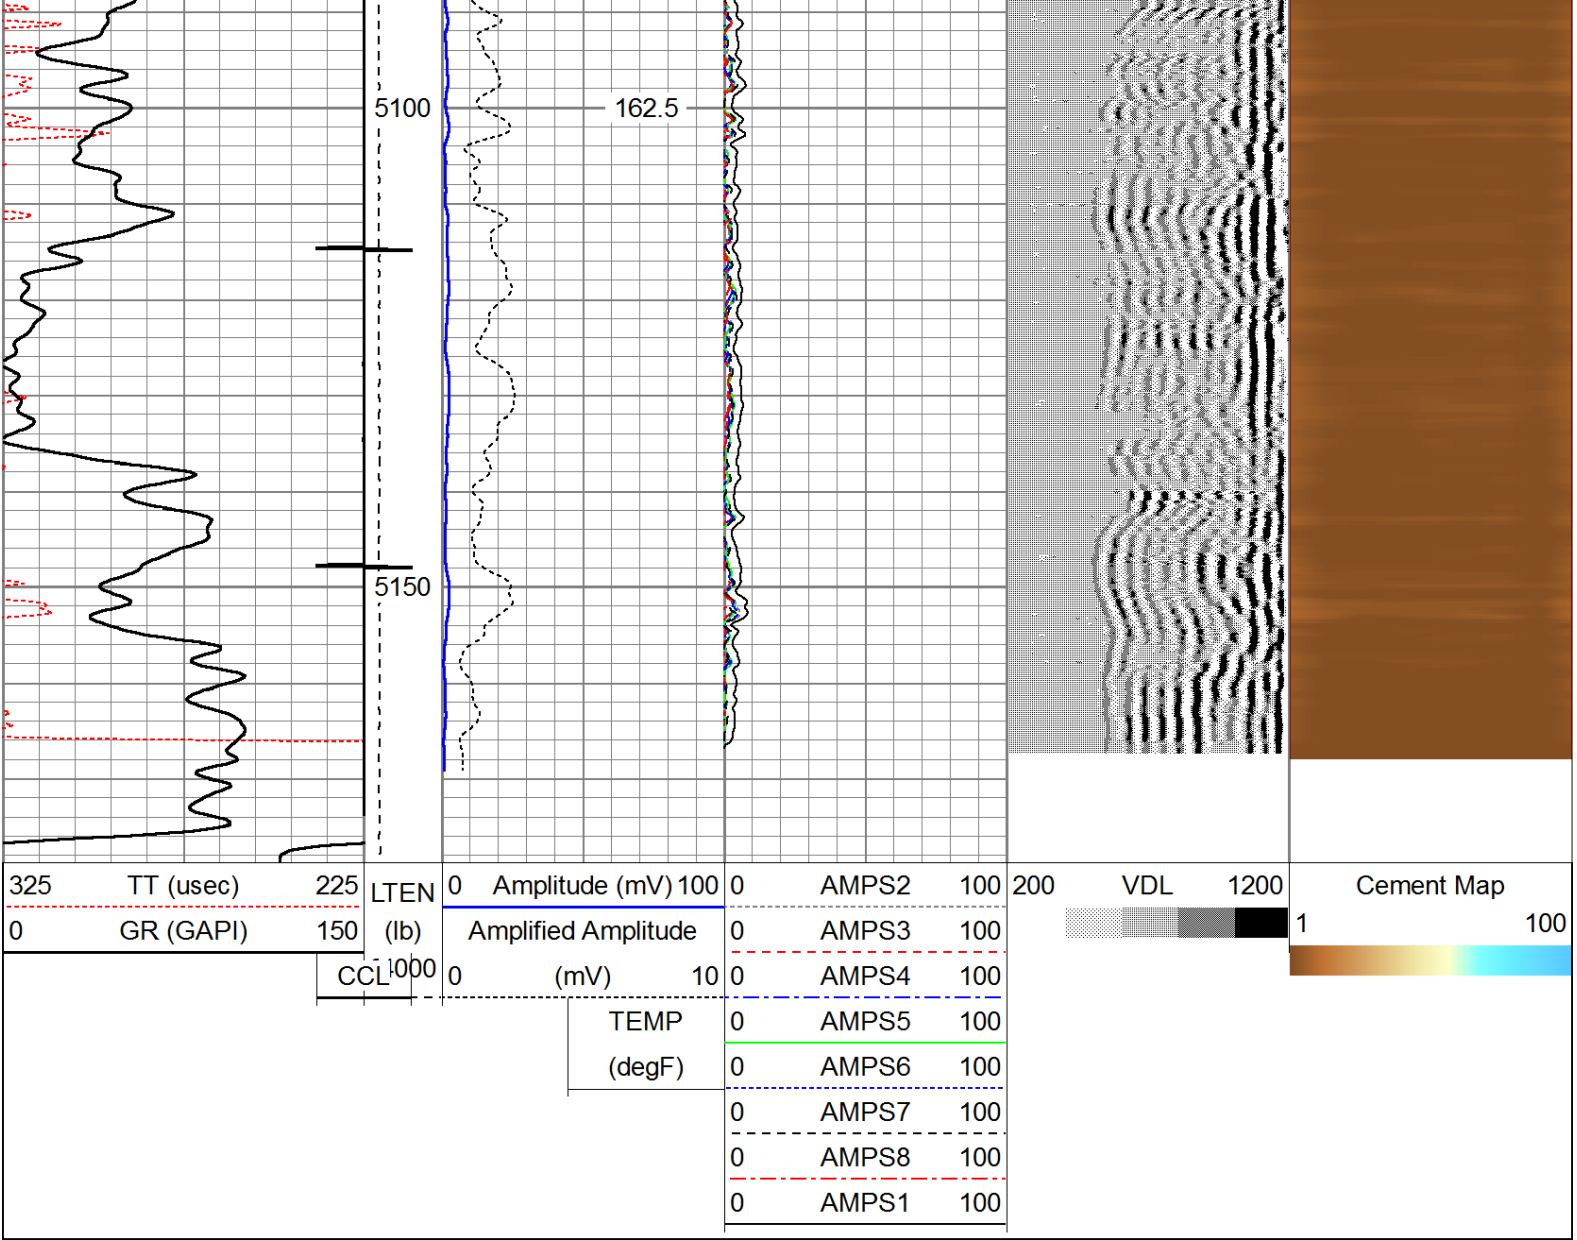 5100
162.5
5150
325 TT (usec) 225
0 GR (GAPI) 150
CCL
LTEN
(lb)
000
0 Amplitude (mV) 100
Amplified Amplitude
0 (mV) 10
TEMP
(degF)
0 AMPS2 100
0 AMPS3 100
0 AMPS4 100
0 AMPS5 100
0 AMPS6 100
0 AMPS7 100
0 AMPS8 100
0 AMPS1 100
200 VDL 1200
Cement Map
1 100